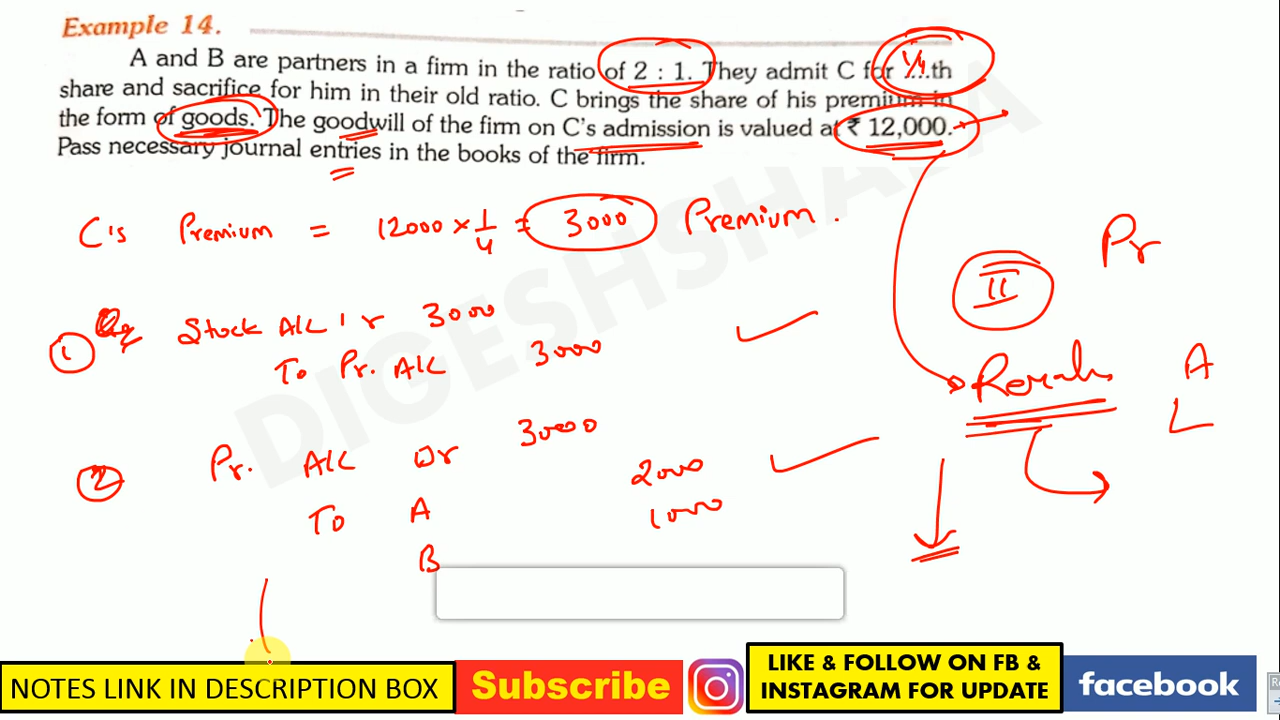 Example 14.
A and B are partners in a firm in the ratio of 2 : 1. They admit C for 1/4 ....th
share and sacrifice for him in their old ratio. C brings the share of his premium in
the form of goods. The goodwill of the firm on C's admission is valued at ₹ 12,000.
Pass necessary journal entries in the books of the firm.
C's Premium = 12000 × 1/4 = 3000 Premium.
Pr
II
1 Stock A/c Dr 3000
To Pr. A/c 3000
A
L
2 Pr. A/c Dr 3000
To A 2000
B 1000
DIGESHSHAHA
NOTES LINK IN DESCRIPTION BOX
Subscribe
LIKE & FOLLOW ON FB &
INSTAGRAM FOR UPDATE
facebook